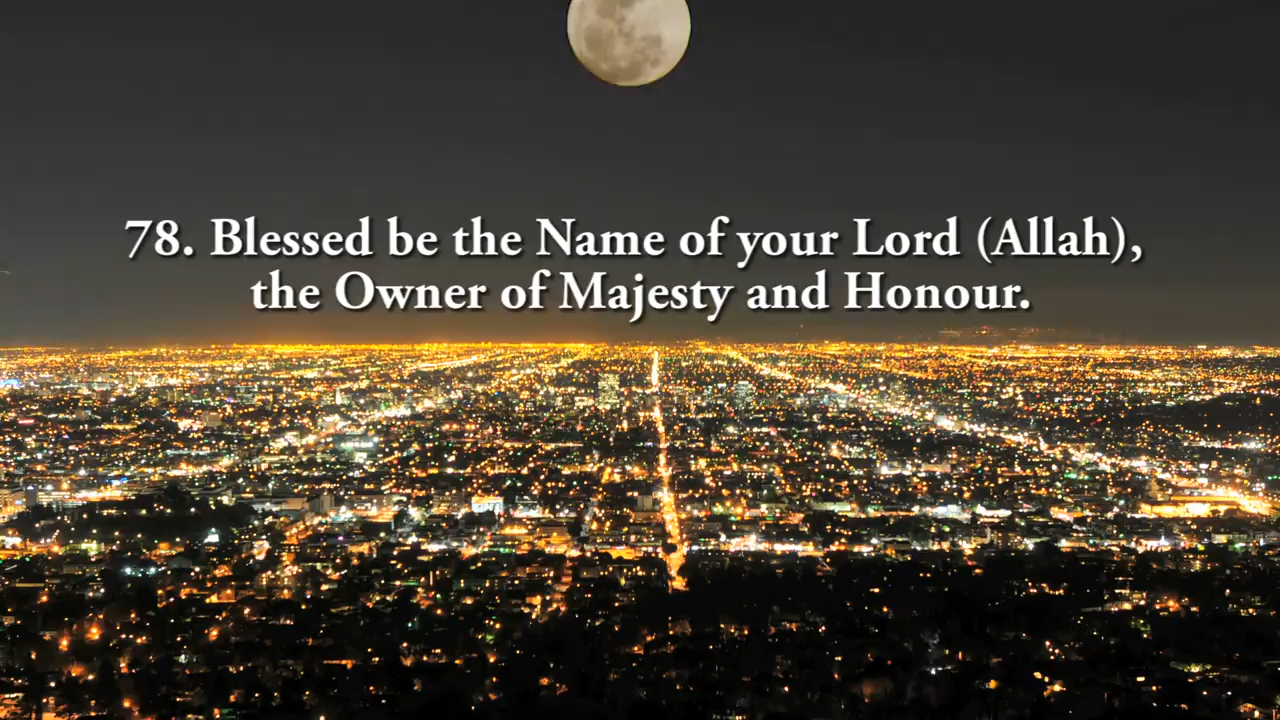 78. Blessed be the Name of your Lord (Allah),
the Owner of Majesty and Honour.